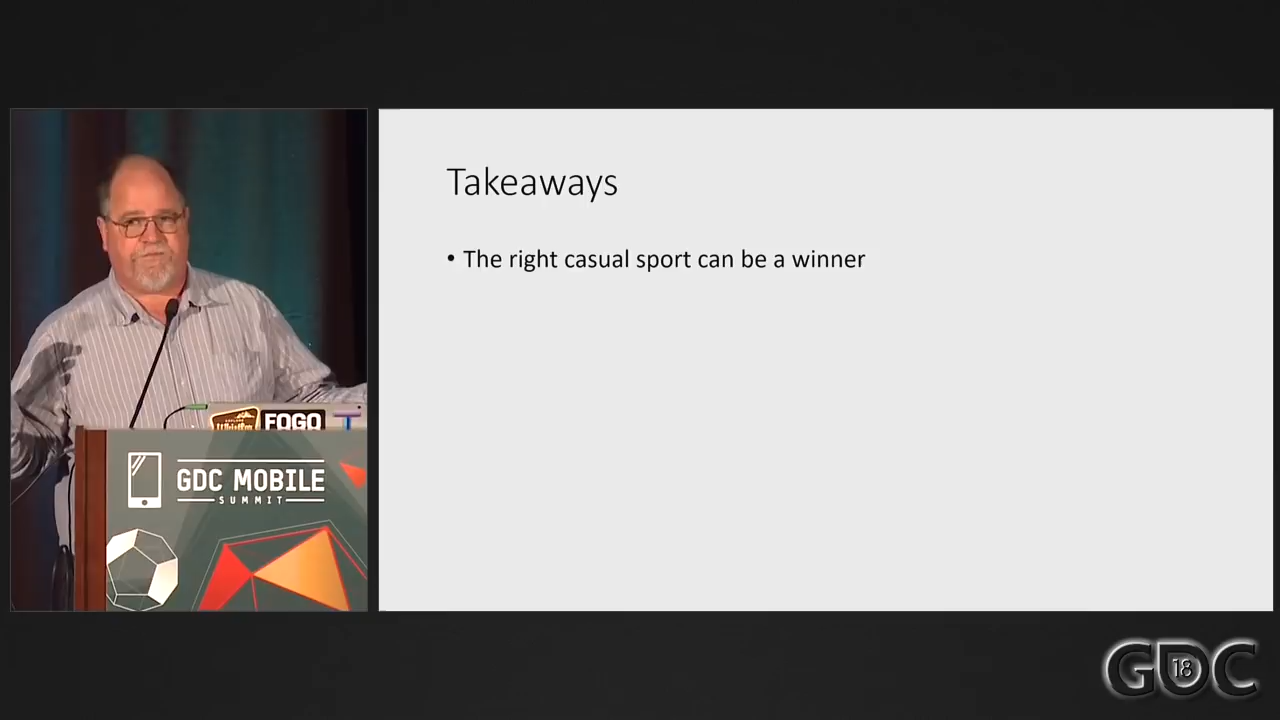 Takeaways
• The right casual sport can be a winner
FOGO
GDC MOBILE
SUMMIT
GDC
18